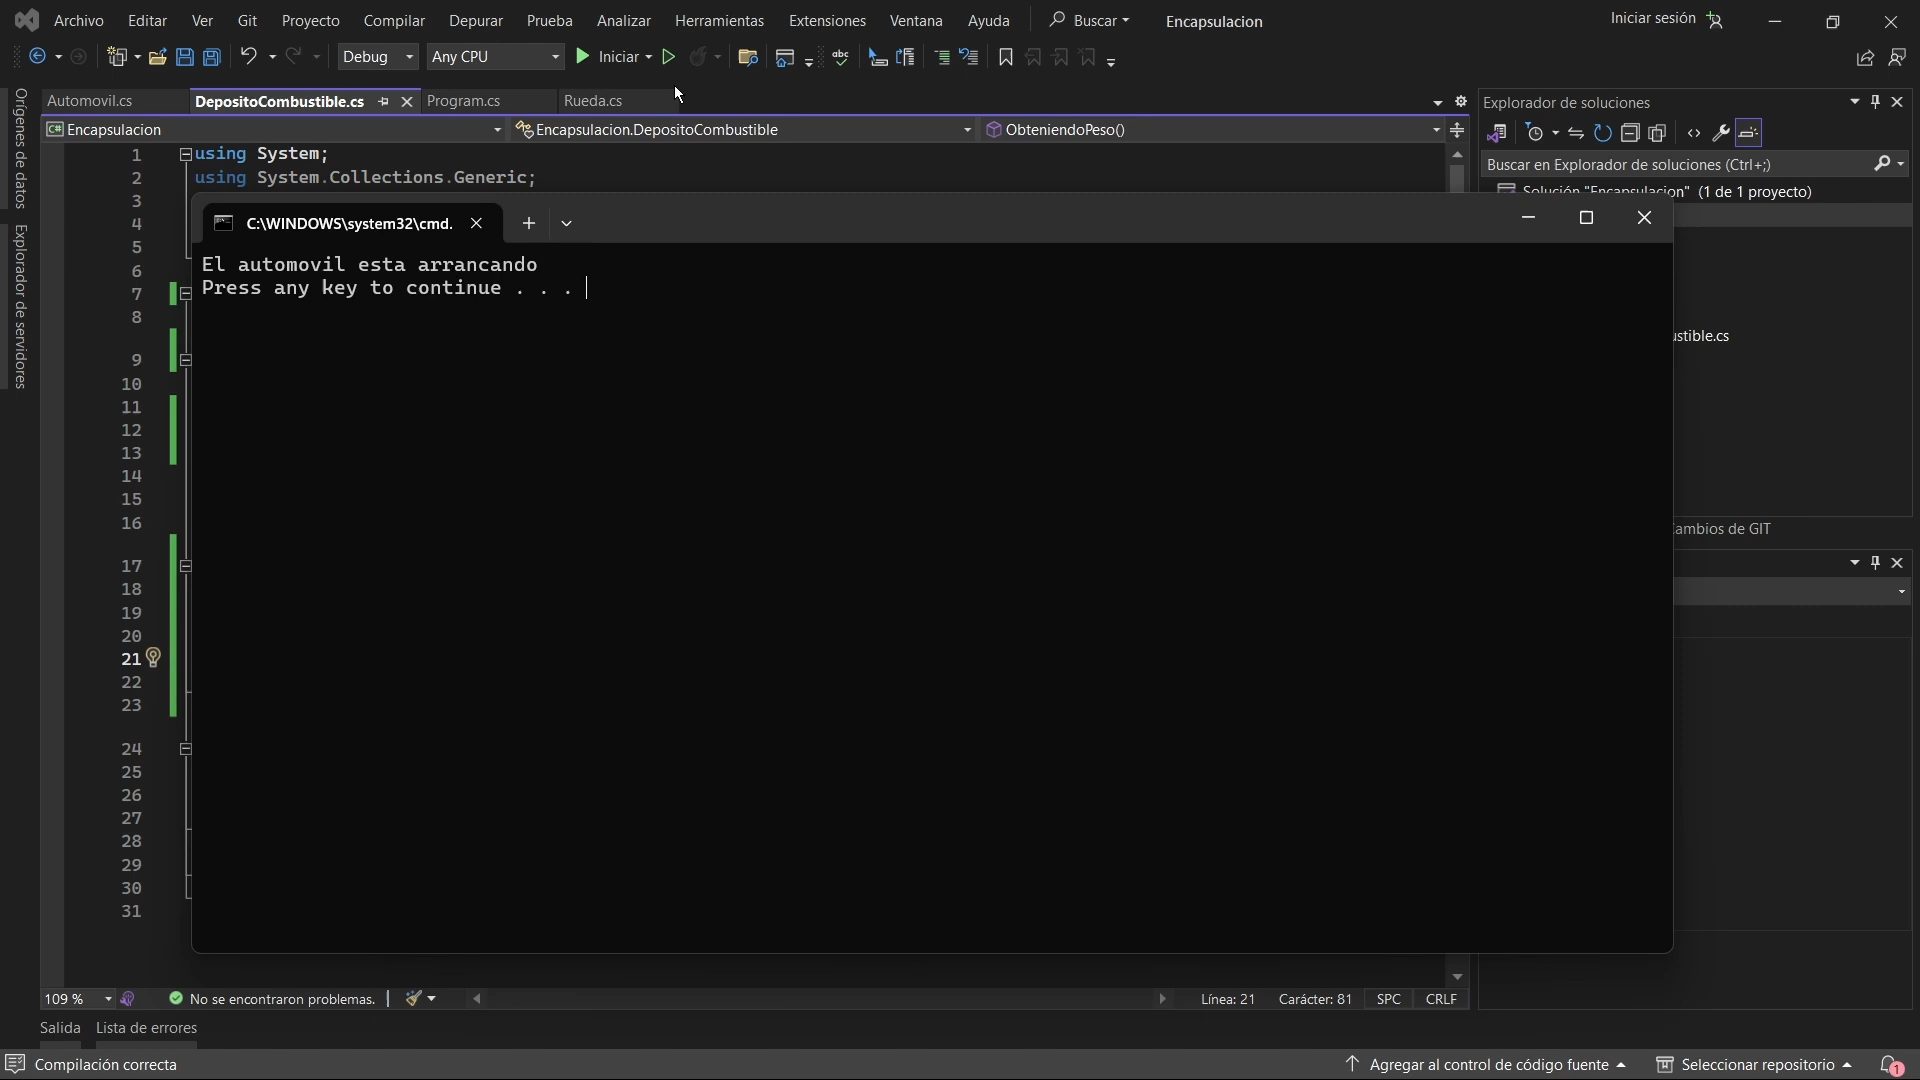 Archivo Editar Ver Git Proyecto Compilar Depurar Prueba Analizar Herramientas Extensiones Ventana Ayuda Buscar Encapsulacion Iniciar sesión
Debug Any CPU Iniciar abc
Orígenes de datos
Explorador de servidores
Automovil.cs DepositoCombustible.cs Program.cs Rueda.cs
C# Encapsulacion Encapsulacion.DepositoCombustible ObteniendoPeso()
1 using System;
2 using System.Collections.Generic;
3
4
5
6
7
8
9
10
11
12
13
14
15
16
17
18
19
20
21
22
23
24
25
26
27
28
29
30
31
C:\WINDOWS\system32\cmd.
El automovil esta arrancando
Press any key to continue . . .
Explorador de soluciones
Buscar en Explorador de soluciones (Ctrl+;)
Solución "Encapsulacion" (1 de 1 proyecto)
ustible.cs
Cambios de GIT
109 % No se encontraron problemas. Línea: 21 Carácter: 81 SPC CRLF
Salida Lista de errores
Compilación correcta Agregar al control de código fuente Seleccionar repositorio 1